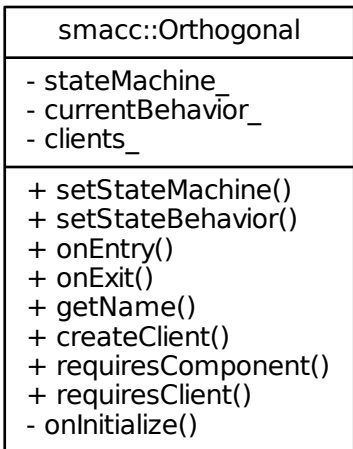 smacc::Orthogonal
- stateMachine_
- currentBehavior_
- clients_
+ setStateMachine()
+ setStateBehavior()
+ onEntry()
+ onExit()
+ getName()
+ createClient()
+ requiresComponent()
+ requiresClient()
- onInitialize()